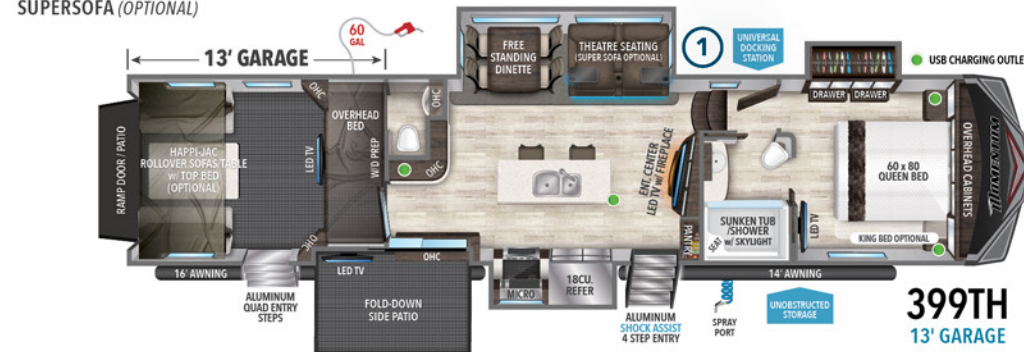 SUPERSOFA (OPTIONAL)
60
GAL
13' GARAGE
FREE
STANDING
DINETTE
THEATRE SEATING
(SUPER SOFA OPTIONAL)
1
UNIVERSAL
DOCKING
STATION
USB CHARGING OUTLE
DRAWER
DRAWER
RAMP DOOR / PATIO
HAPPI-JAC
ROLLOVER SOFAS/TABLE
w/ TOP BED
(OPTIONAL)
OHC
LED TV
OHC
OVERHEAD
BED
W/D PREP
OHC
OHC
ENT. CENTER
LED TV w/ FIREPLACE
PANTRY
SUNKEN TUB
/SHOWER
w/ SKYLIGHT
SEAT
LED TV
60 x 80
QUEEN BED
KING BED OPTIONAL
OVERHEAD CABINETS
MOMENTUM
16' AWNING
LED TV
OHC
MICRO
18CU.
REFER
14' AWNING
ALUMINUM
QUAD ENTRY
STEPS
FOLD-DOWN
SIDE PATIO
ALUMINUM
SHOCK ASSIST
4 STEP ENTRY
SPRAY
PORT
UNOBSTRUCTED
STORAGE
399TH
13' GARAGE